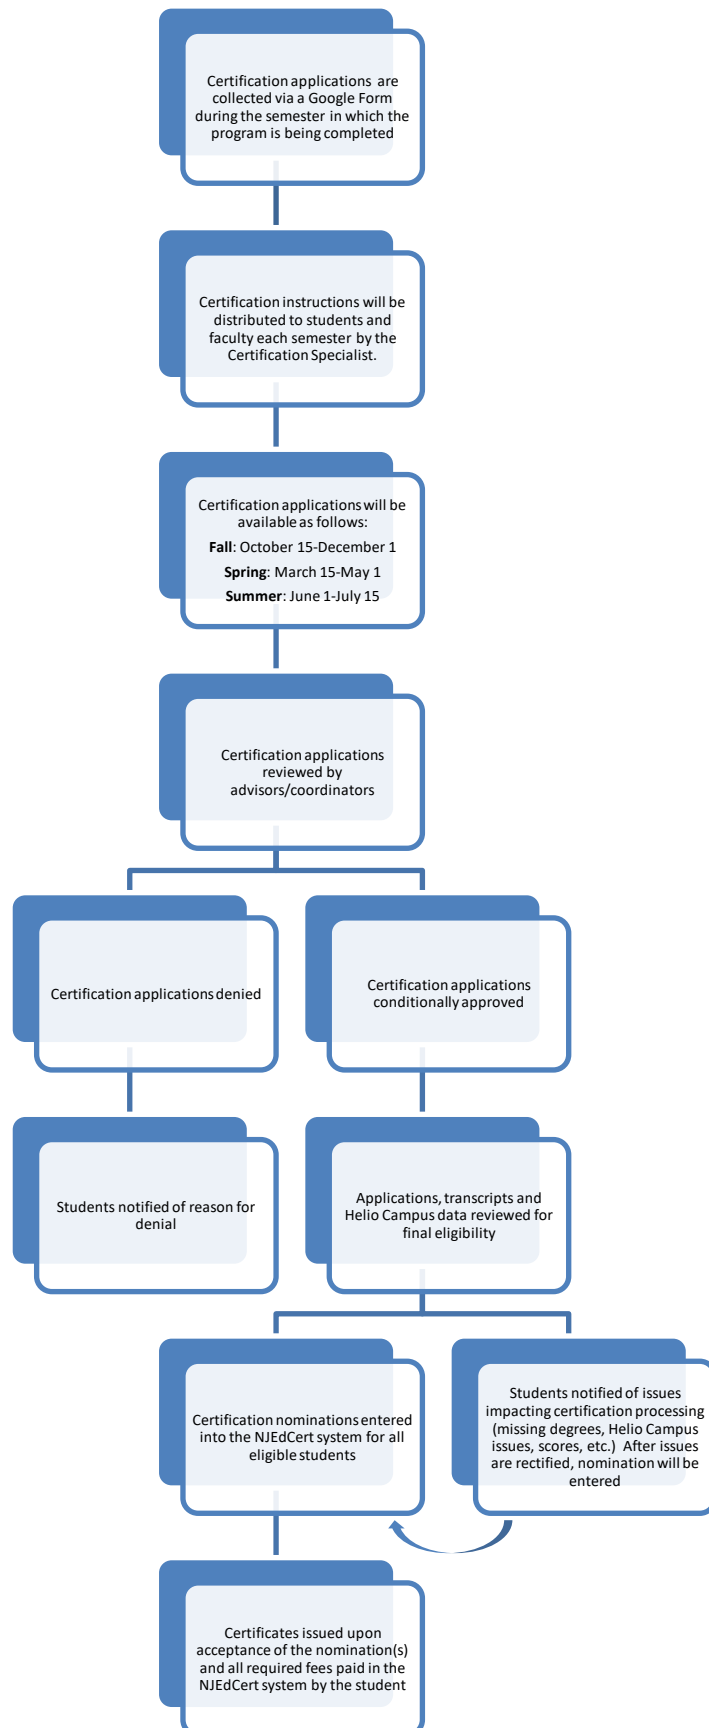 Certification applications are
collected via a Google Form
during the semester in which the
program is being completed
Certification instructions will be
distributed to students and
faculty each semester by the
Certification Specialist.
Certification applications will be
available as follows:
Fall: October 15-December 1
Spring: March 15-May 1
Summer: June 1-July 15
Certification applications
reviewed by
advisors/coordinators
Certification applications denied
Certification applications
conditionally approved
Students notified of reason for
denial
Applications, transcripts and
Helio Campus data reviewed for
final eligibility
Certification nominations entered
into the NJEdCert system for all
eligible students
Students notified of issues
impacting certification processing
(missing degrees, Helio Campus
issues, scores, etc.) After issues
are rectified, nomination will be
entered
Certificates issued upon
acceptance of the nomination(s)
and all required fees paid in the
NJEdCert system by the student